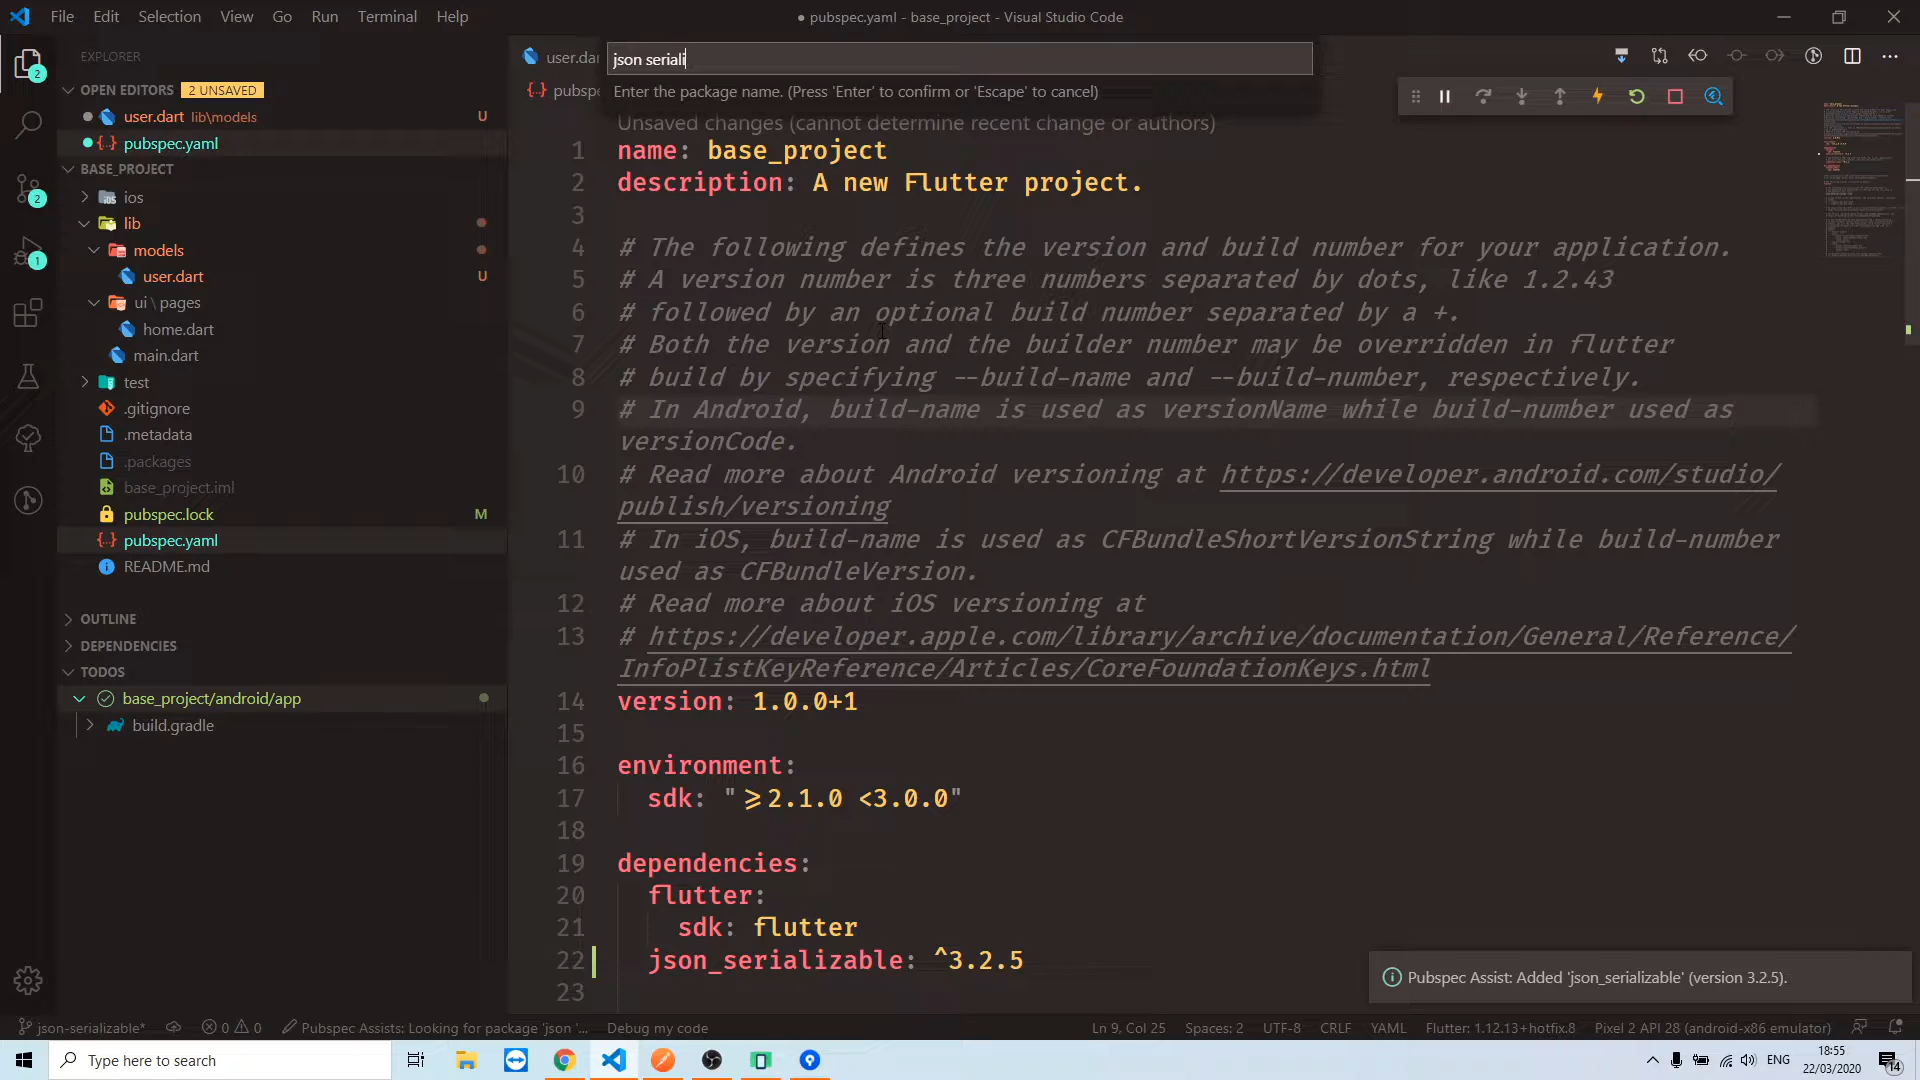 File Edit Selection View Go Run Terminal Help
● pubspec.yaml - base_project - Visual Studio Code
EXPLORER
OPEN EDITORS 2 UNSAVED
user.dart lib\models U
pubspec.yaml
BASE_PROJECT
ios
lib
models
user.dart U
ui \ pages
home.dart
main.dart
test
.gitignore
.metadata
.packages
base_project.iml
pubspec.lock M
pubspec.yaml
README.md
OUTLINE
DEPENDENCIES
TODOS
base_project/android/app
build.gradle
2
2
1
user.da
json seriali
Enter the package name. (Press 'Enter' to confirm or 'Escape' to cancel)
pubspe
Unsaved changes (cannot determine recent change or authors)
1 name: base_project
2 description: A new Flutter project.
3
4 # The following defines the version and build number for your application.
5 # A version number is three numbers separated by dots, like 1.2.43
6 # followed by an optional build number separated by a +.
7 # Both the version and the builder number may be overridden in flutter
8 # build by specifying --build-name and --build-number, respectively.
9 # In Android, build-name is used as versionName while build-number used as
versionCode.
10 # Read more about Android versioning at https://developer.android.com/studio/
publish/versioning
11 # In iOS, build-name is used as CFBundleShortVersionString while build-number
used as CFBundleVersion.
12 # Read more about iOS versioning at
13 # https://developer.apple.com/library/archive/documentation/General/Reference/
InfoPlistKeyReference/Articles/CoreFoundationKeys.html
14 version: 1.0.0+1
15
16 environment:
17 sdk: ">=2.1.0 <3.0.0"
18
19 dependencies:
20 flutter:
21 sdk: flutter
22 json_serializable: ^3.2.5
23
Pubspec Assist: Added 'json_serializable' (version 3.2.5).
json-serializable* 0 0 Pubspec Assists: Looking for package 'json '... Debug my code Ln 9, Col 25 Spaces: 2 UTF-8 CRLF YAML Flutter: 1.12.13+hotfix.8 Pixel 2 API 28 (android-x86 emulator)
Type here to search
ENG
18:55
22/03/2020
14